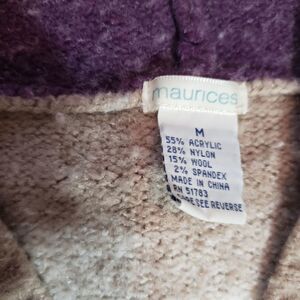 maurices
M
55% ACRYLIC
28% NYLON
15% WOOL
2% SPANDEX
MADE IN CHINA
RN 51783
SEE REVERSE